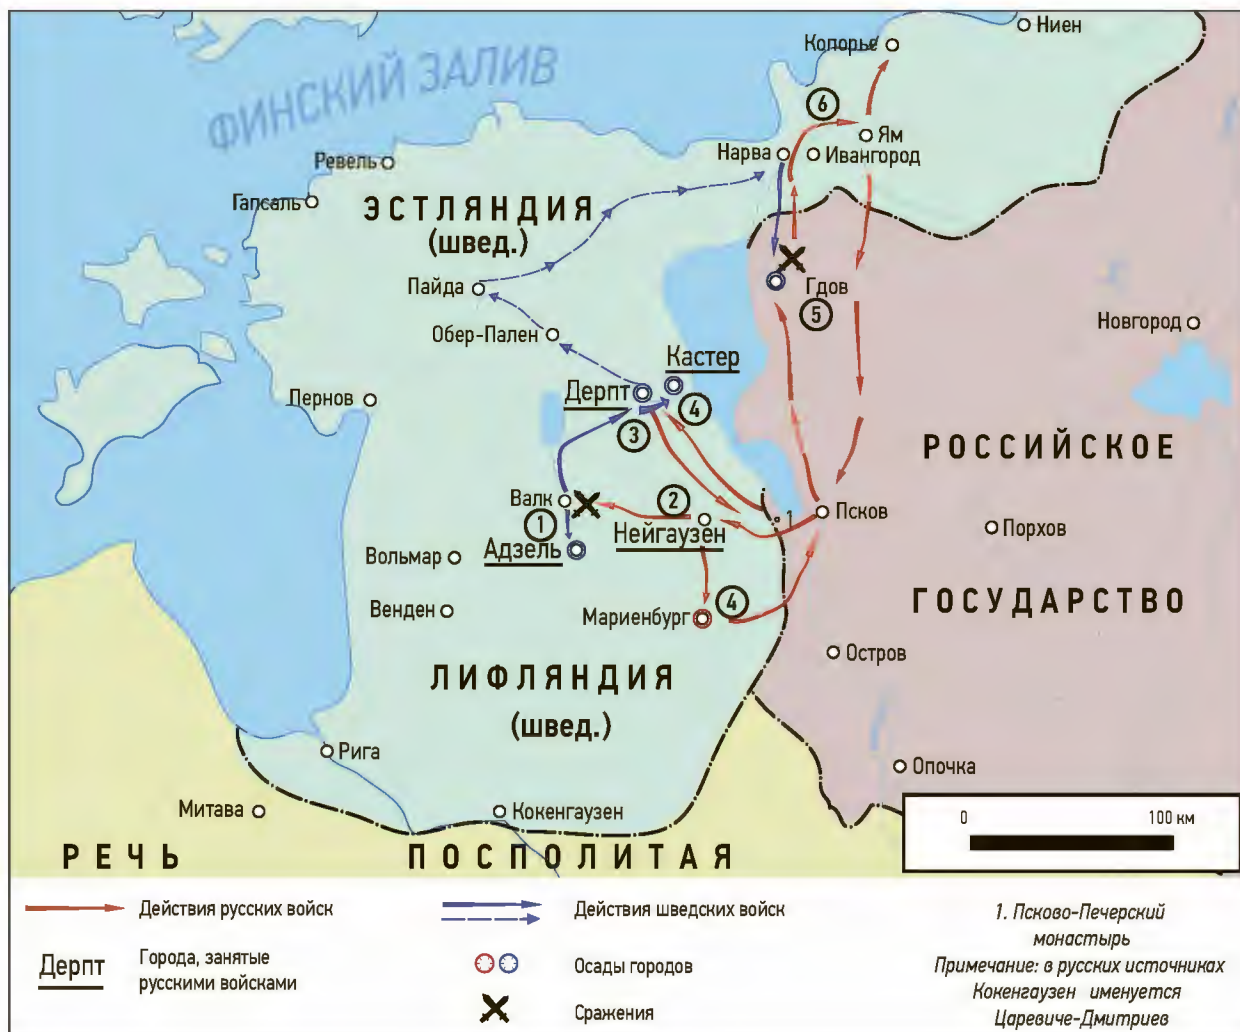 Ниен
Копорье
ФИНСКИЙ ЗАЛИВ
6
Ям
Нарва
Ивангород
Ревель
Гапсаль
ЭСТЛЯНДИЯ
(швед.)
Пайда
Гдов
5
Новгород
Обер-Пален
Кастер
Дерпт
4
Пернов
3
РОССИЙСКОЕ
Валк
2
1
Псков
1
Нейгаузен
Порхов
Адзель
Вольмар
4
ГОСУДАРСТВО
Венден
Мариенбург
Остров
ЛИФЛЯНДИЯ
(швед.)
Рига
Опочка
Митава
Кокенгаузен
0 100 км
РЕЧЬ ПОСПОЛИТАЯ
Действия русских войск
Действия шведских войск
Дерпт
Города, занятые
русскими войсками
Осады городов
Сражения
1. Псково-Печерский
монастырь
Примечание: в русских источниках
Кокенгаузен именуется
Царевиче-Дмитриев